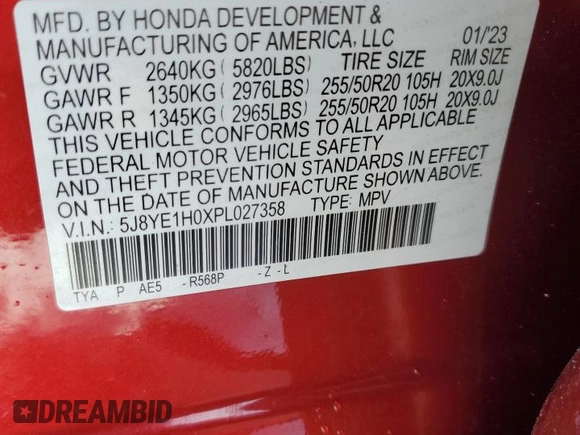 MFD. BY HONDA DEVELOPMENT &
MANUFACTURING OF AMERICA, LLC 01/'23
GVWR 2640KG (5820LBS) TIRE SIZE RIM SIZE
GAWR F 1350KG (2976LBS) 255/50R20 105H 20X9.0J
GAWR R 1345KG (2965LBS) 255/50R20 105H 20X9.0J
THIS VEHICLE CONFORMS TO ALL APPLICABLE
FEDERAL MOTOR VEHICLE SAFETY
AND THEFT PREVENTION STANDARDS IN EFFECT
ON THE DATE OF MANUFACTURE SHOWN ABOVE.
V.I.N.: 5J8YE1H0XPL027358 TYPE: MPV
TYA P AE5 - R568P - Z - L
DREAMBID